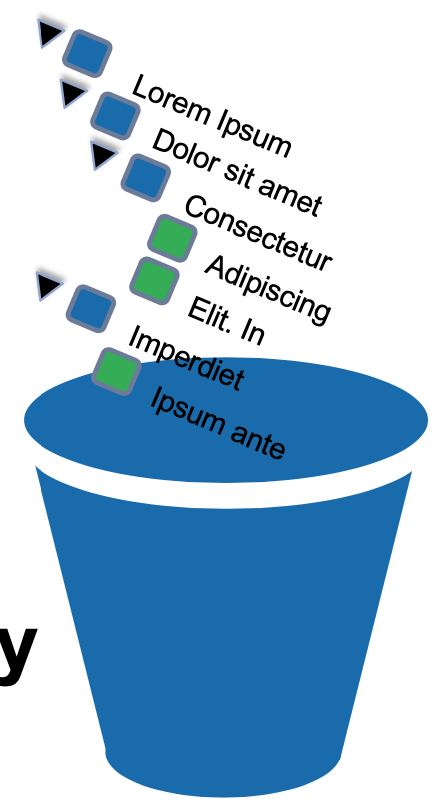 Lorem Ipsum
Dolor sit amet
Consectetur
Adipiscing
Elit. In
Imperdiet
Ipsum ante
y